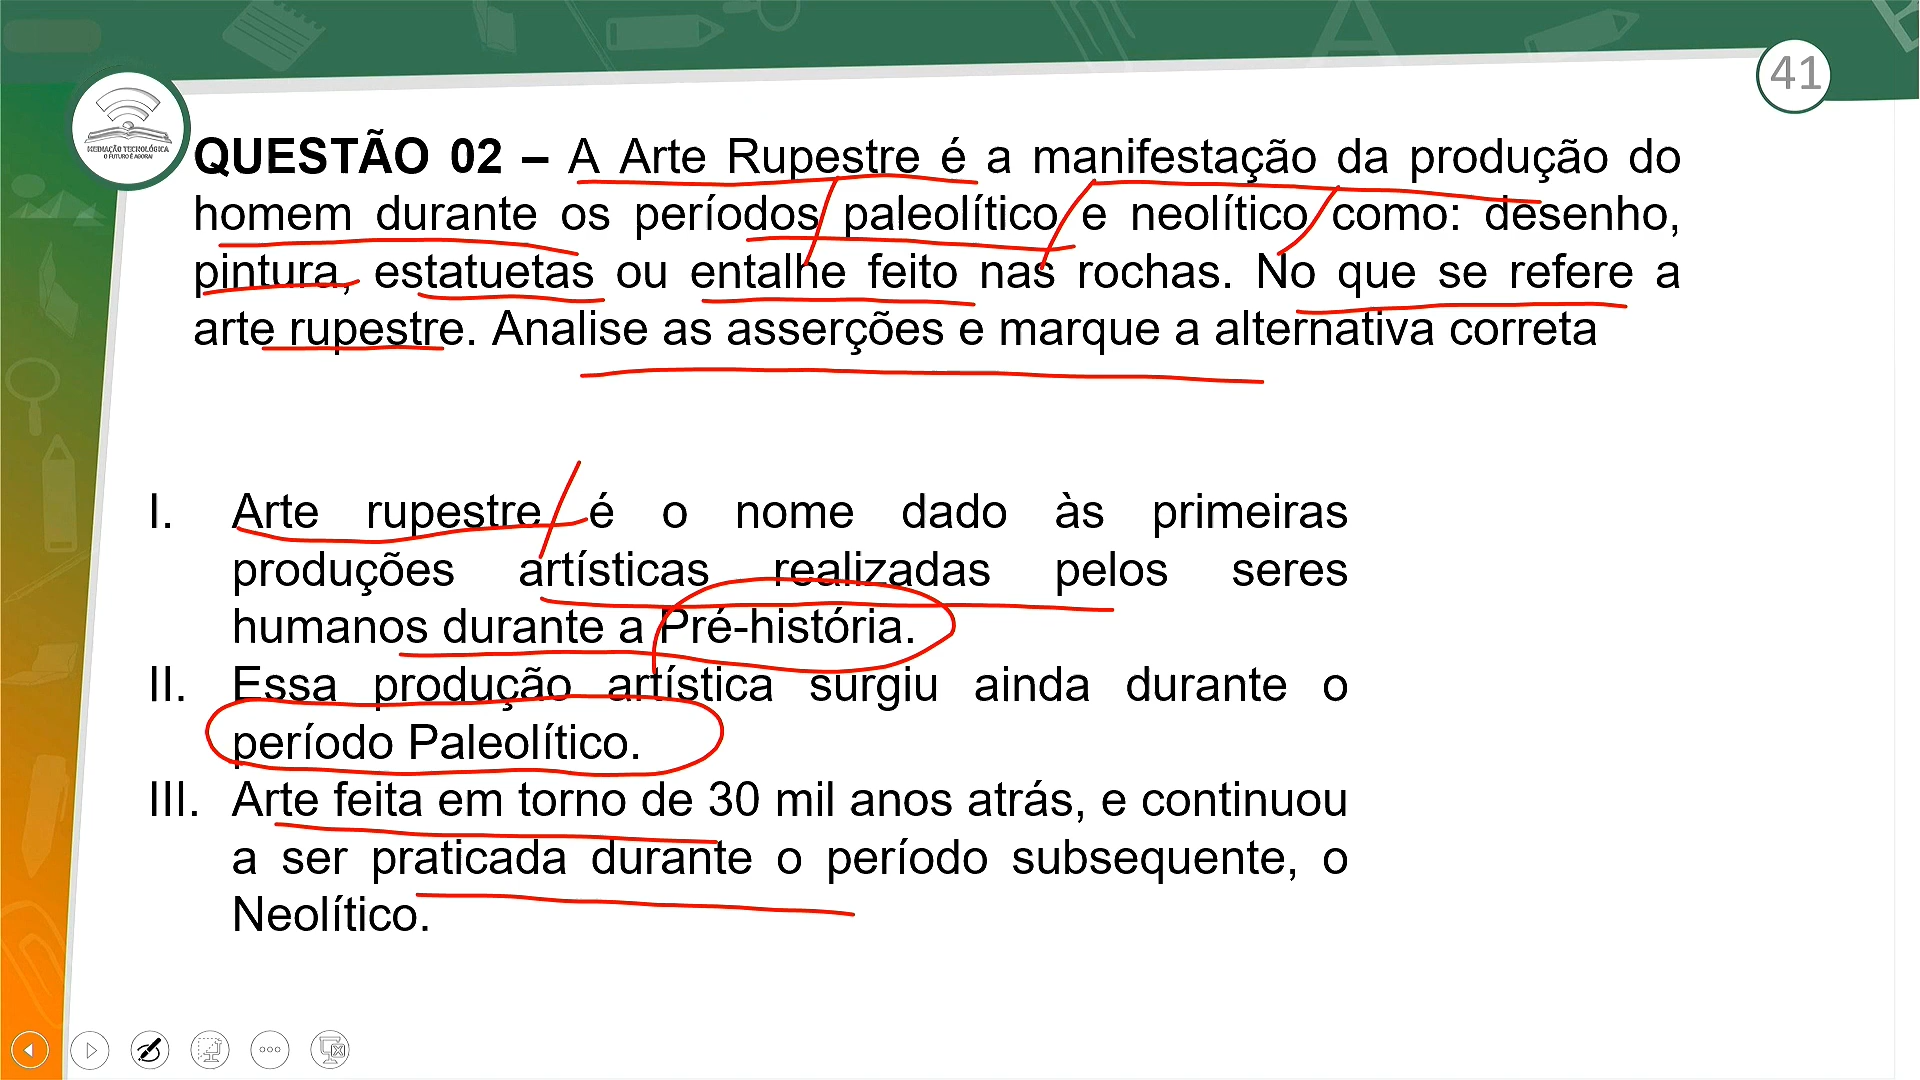 41
MEDIAÇÃO TECNOLÓGICA
O FUTURO É AGORA!
QUESTÃO 02 – A Arte Rupestre é a manifestação da produção do
homem durante os períodos paleolítico e neolítico como: desenho,
pintura, estatuetas ou entalhe feito nas rochas. No que se refere a
arte rupestre. Analise as asserções e marque a alternativa correta
I. Arte rupestre é o nome dado às primeiras
produções artísticas realizadas pelos seres
humanos durante a Pré-história.
II. Essa produção artística surgiu ainda durante o
período Paleolítico.
III. Arte feita em torno de 30 mil anos atrás, e continuou
a ser praticada durante o período subsequente, o
Neolítico.